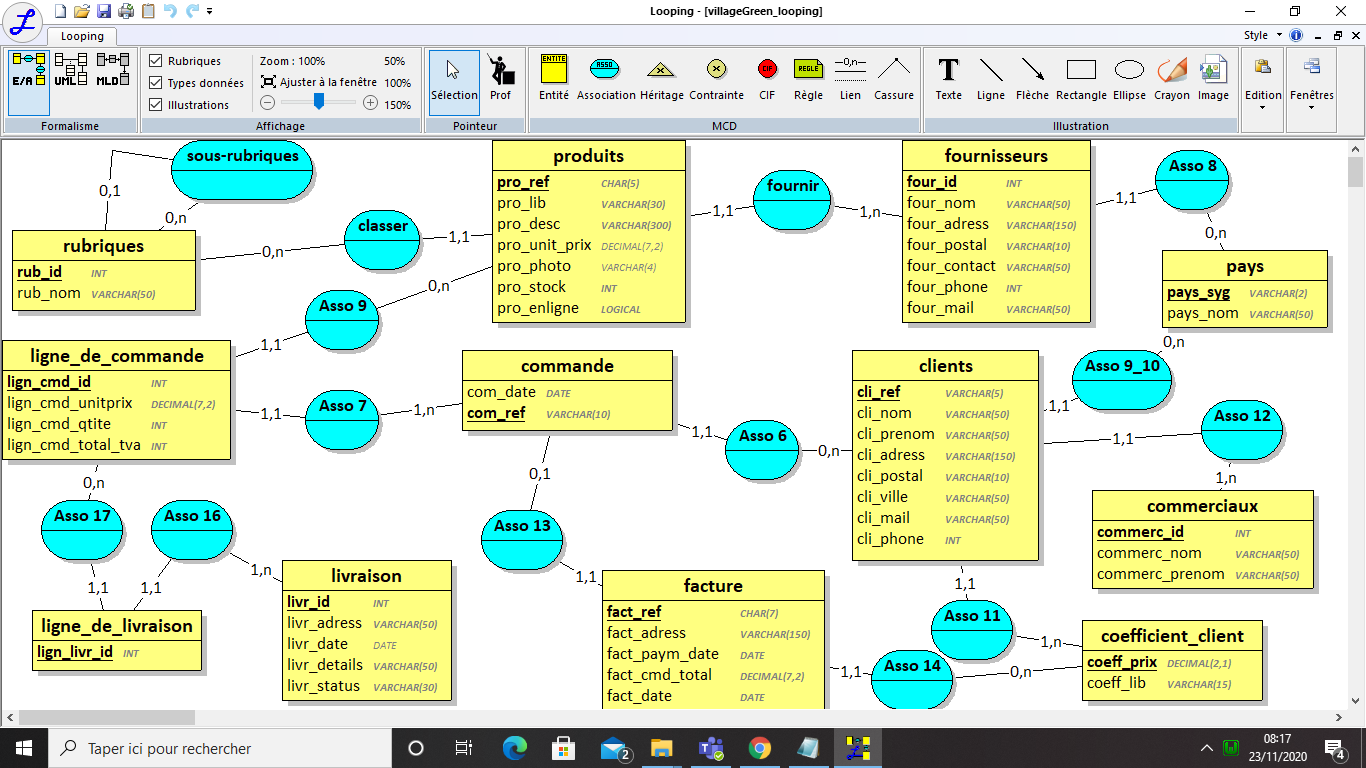 Looping - [villageGreen_looping]
Looping
Style
Rubriques
Types données
Illustrations
Zoom : 100%
50%
Ajuster à la fenêtre
100%
150%
E/R
UML
MLD
Sélection
Prof
ENTITÉ
Entité
ASSO
Association
Héritage
Contrainte
CIF
CIF
RÈGLE
Règle
—0,n—
Lien
Cassure
Texte
Ligne
Flèche
Rectangle
Ellipse
Crayon
Image
Edition
Fenêtres
Formalisme
Affichage
Pointeur
MCD
Illustration
sous-rubriques
0,1
0,n
rubriques
rub_id INT
rub_nom VARCHAR(50)
classer
0,n
1,1
produits
pro_ref CHAR(5)
pro_lib VARCHAR(30)
pro_desc VARCHAR(300)
pro_unit_prix DECIMAL(7,2)
pro_photo VARCHAR(4)
pro_stock INT
pro_enligne LOGICAL
fournir
1,1
1,n
fournisseurs
four_id INT
four_nom VARCHAR(50)
four_adress VARCHAR(150)
four_postal VARCHAR(10)
four_contact VARCHAR(50)
four_phone INT
four_mail VARCHAR(50)
Asso 8
1,1
0,n
pays
pays_syg VARCHAR(2)
pays_nom VARCHAR(50)
Asso 9
0,n
1,1
ligne_de_commande
lign_cmd_id INT
lign_cmd_unitprix DECIMAL(7,2)
lign_cmd_qtite INT
lign_cmd_total_tva INT
Asso 7
1,1
1,n
commande
com_date DATE
com_ref VARCHAR(10)
Asso 6
1,1
0,n
clients
cli_ref VARCHAR(5)
cli_nom VARCHAR(50)
cli_prenom VARCHAR(50)
cli_adress VARCHAR(150)
cli_postal VARCHAR(10)
cli_ville VARCHAR(50)
cli_mail VARCHAR(50)
cli_phone INT
Asso 9_10
0,n
1,1
Asso 12
1,1
1,n
commerciaux
commerc_id INT
commerc_nom VARCHAR(50)
commerc_prenom VARCHAR(50)
0,n
Asso 17
1,1
Asso 16
1,1
1,n
ligne_de_livraison
lign_livr_id INT
livraison
livr_id INT
livr_adress VARCHAR(50)
livr_date DATE
livr_details VARCHAR(50)
livr_status VARCHAR(30)
0,1
Asso 13
1,1
facture
fact_ref CHAR(7)
fact_adress VARCHAR(150)
fact_paym_date DATE
fact_cmd_total DECIMAL(7,2)
fact_date DATE
1,1
Asso 11
1,n
Asso 14
1,1
0,n
coefficient_client
coeff_prix DECIMAL(2,1)
coeff_lib VARCHAR(15)
Taper ici pour rechercher
2
08:17
23/11/2020
4